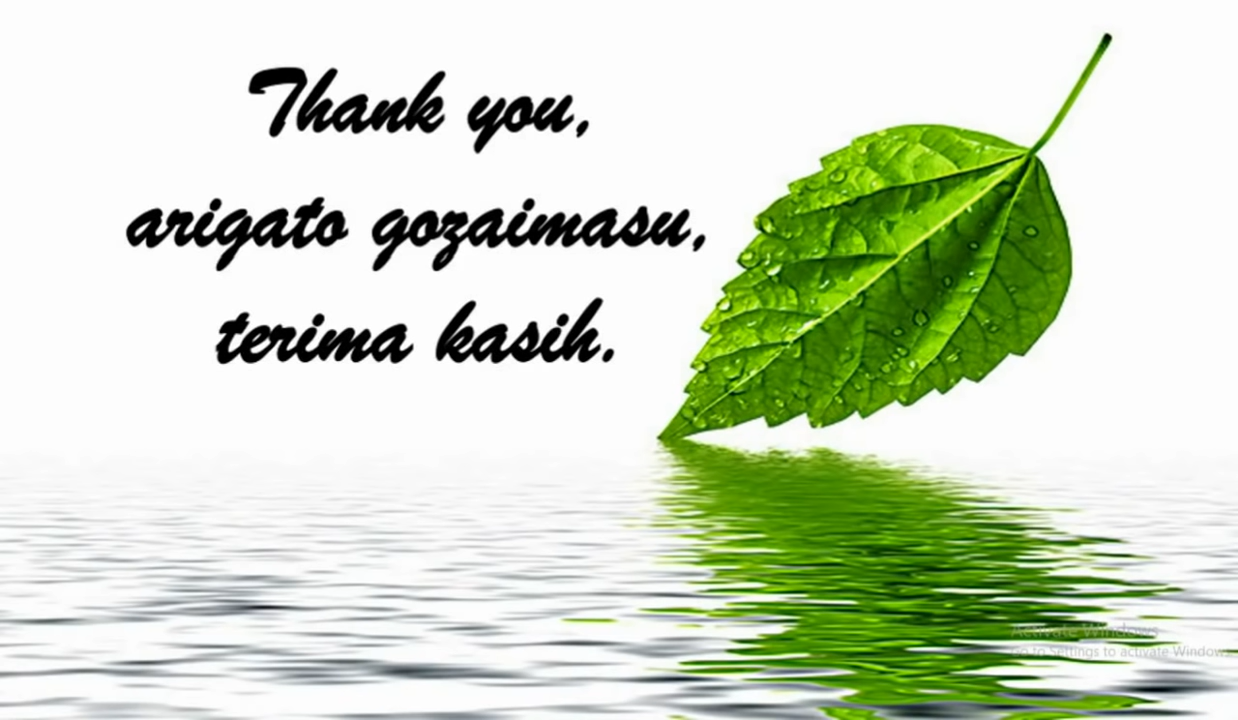 Thank you,
arigato gozaimasu,
terima kasih.
Activate Windows
Go to Settings to activate Windows.